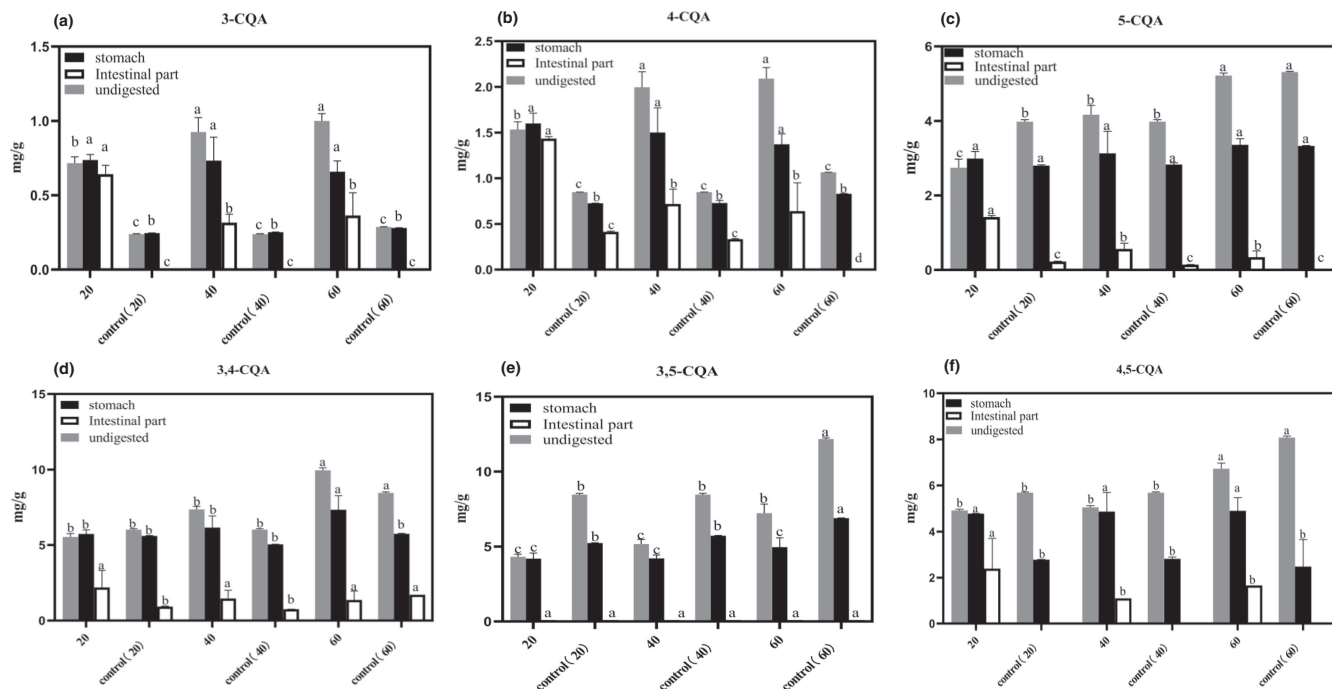 (a)
3-CQA
1.5
1.0
0.5
0.0
mg/g
stomach
Intestinal part
undigested
b a a
c c c
a a b
c c c
a a b
c c c
20
control( 20)
40
control( 40)
60
control( 60)
(b)
4-CQA
2.5
2.0
1.5
1.0
0.5
0.0
mg/g
stomach
Intestinal part
undigested
b a a
c c c
a a b
c c c
a a b
c c d
20
control( 20)
40
control( 40)
60
control( 60)
(c)
5-CQA
6
4
2
0
mg/g
stomach
Intestinal part
undigested
c a a
b b c
b a b
b b c
a a b
a a c
20
control( 20)
40
control( 40)
60
control( 60)
(d)
3,4-CQA
15
10
5
0
mg/g
stomach
Intestinal part
undigested
b b a
b b b
b b a
b b b
a a a
a b a
20
control( 20)
40
control( 40)
60
control( 60)
(e)
3,5-CQA
15
10
5
0
mg/g
stomach
Intestinal part
undigested
c c a
b b a
c c a
b b a
b c a
a a a
20
control( 20)
40
control( 40)
60
control( 60)
(f)
4,5-CQA
10
8
6
4
2
0
mg/g
stomach
Intestinal part
undigested
b a a
b b
b a b
b b
a a b
a b
20
control( 20)
40
control( 40)
60
control( 60)